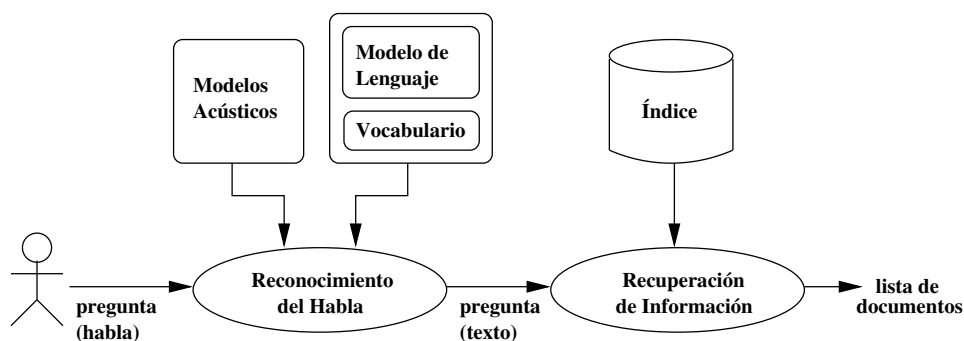 Modelos
Acústicos
Modelo de
Lenguaje
Vocabulario
Índice
pregunta
(habla)
Reconocimiento
del Habla
pregunta
(texto)
Recuperación
de Información
lista de
documentos